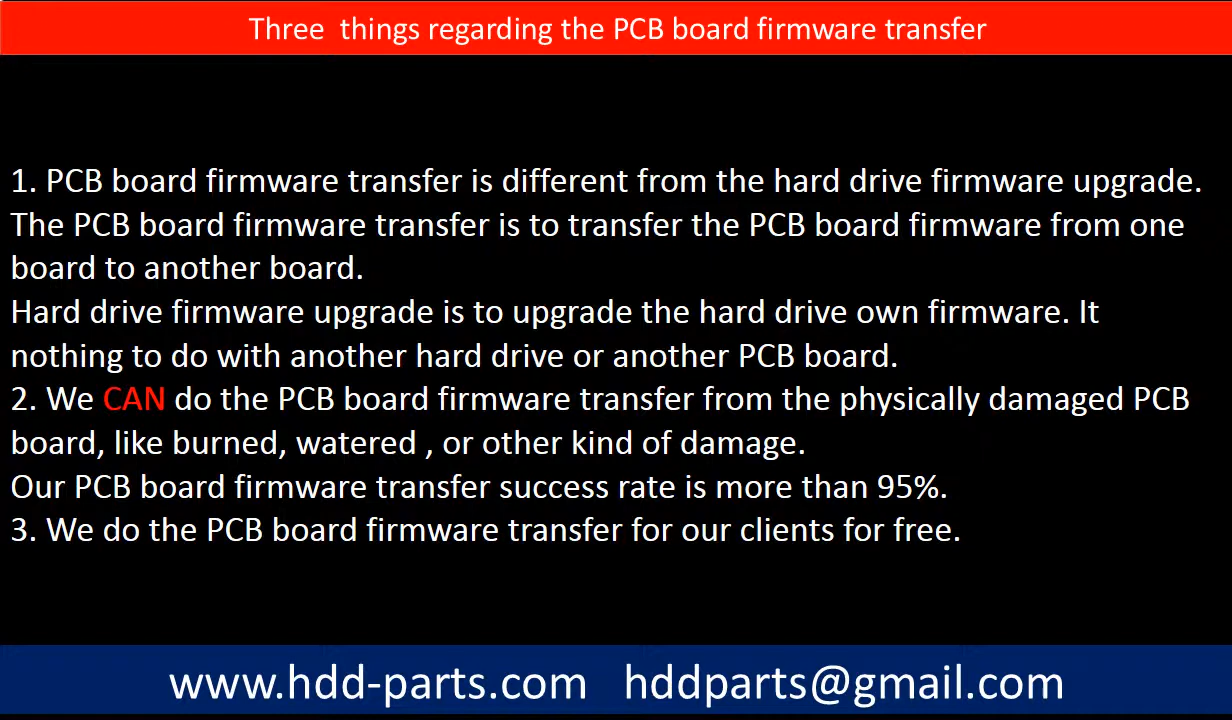 Three things regarding the PCB board firmware transfer
1. PCB board firmware transfer is different from the hard drive firmware upgrade.
The PCB board firmware transfer is to transfer the PCB board firmware from one
board to another board.
Hard drive firmware upgrade is to upgrade the hard drive own firmware. It
nothing to do with another hard drive or another PCB board.
2. We CAN do the PCB board firmware transfer from the physically damaged PCB
board, like burned, watered , or other kind of damage.
Our PCB board firmware transfer success rate is more than 95%.
3. We do the PCB board firmware transfer for our clients for free.
www.hdd-parts.com hddparts@gmail.com